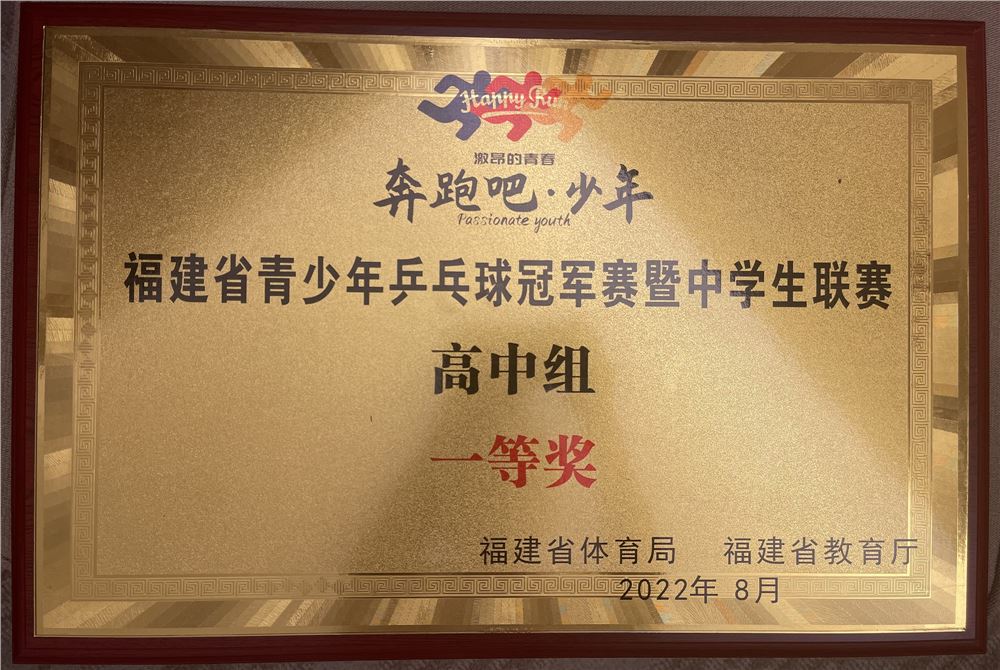 Happy Run
激昂的青春
奔跑吧·少年
Passionate youth
福建省青少年乒乓球冠军赛暨中学生联赛
高中组
一等奖
福建省体育局 福建省教育厅
2022年 8月